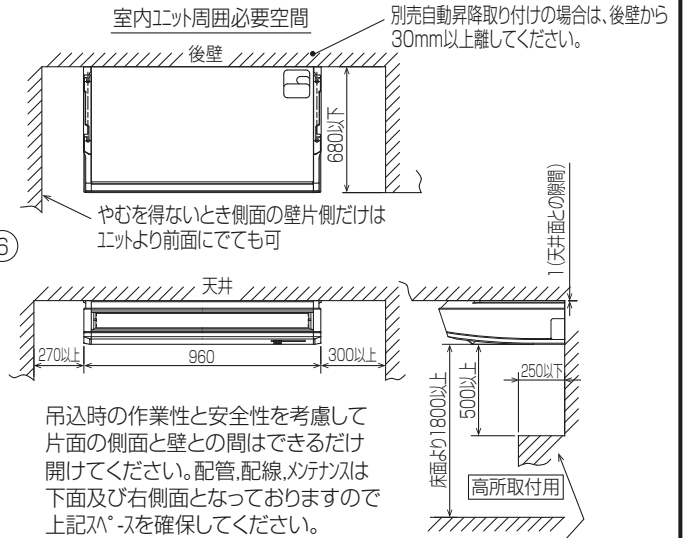 室内ユニット周囲必要空間
別売自動昇降取り付けの場合は、後壁から
30mm以上離してください。
後壁
680以下
やむを得ないとき側面の壁片側だけは
ユニットより前面にでても可
6
1(天井面との隙間)
天井
270以上
960
300以上
床面より1800以上
500以上
250以下
高所取付用
吊込時の作業性と安全性を考慮して
片面の側面と壁との間はできるだけ
開けてください。配管,配線,メンテナンスは
下面及び右側面となっておりますので
上記スペースを確保してください。